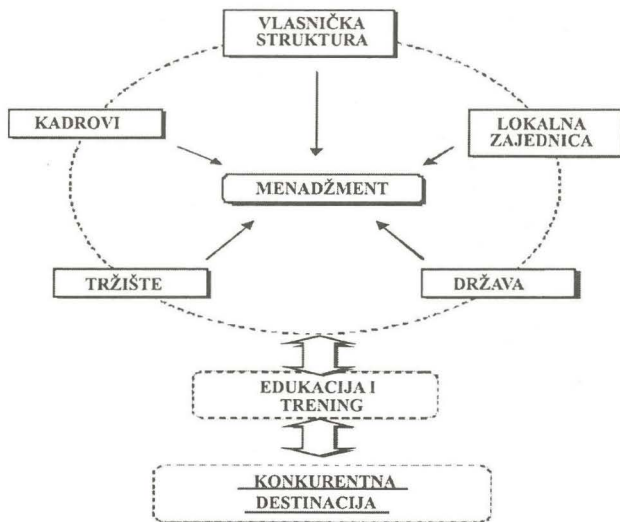 VLASNIČKA
STRUKTURA
KADROVI
LOKALNA
ZAJEDNICA
MENADŽMENT
TRŽIŠTE
DRŽAVA
EDUKACIJA I
TRENING
KONKURENTNA
DESTINACIJA